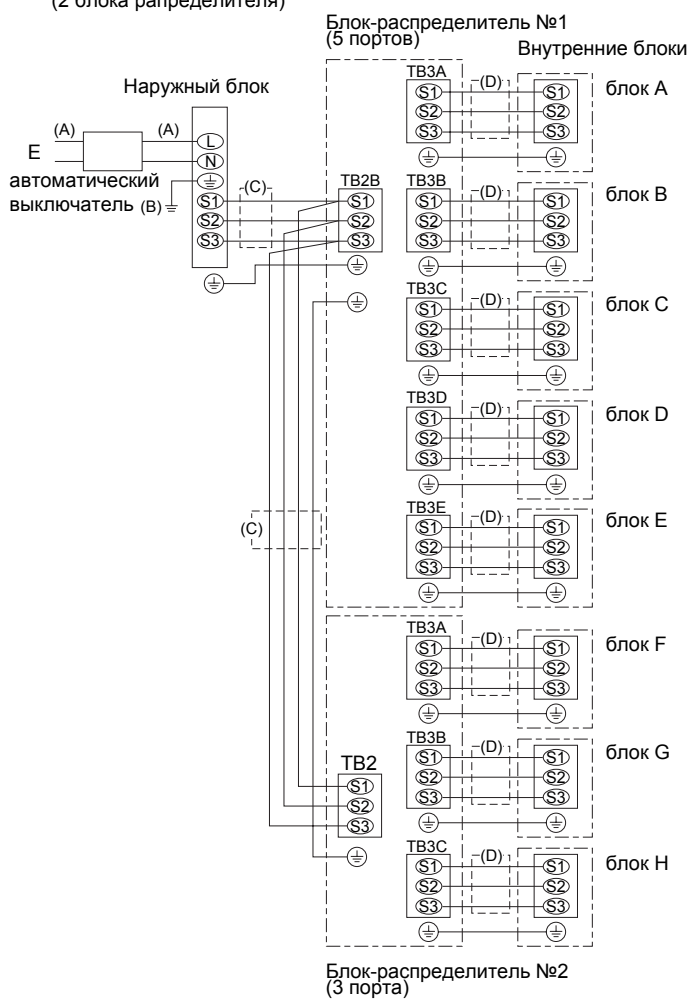 (2 блока рапределителя)
Блок-распределитель №1
(5 портов)
Внутренние блоки
Наружный блок
(A)
(A)
E
автоматический
выключатель
(B)
L
N
S1
S2
S3
(C)
TB2B
S1
S2
S3
TB3A
S1
S2
S3
(D)
S1
S2
S3
блок A
TB3B
S1
S2
S3
(D)
S1
S2
S3
блок B
TB3C
S1
S2
S3
(D)
S1
S2
S3
блок C
TB3D
S1
S2
S3
(D)
S1
S2
S3
блок D
TB3E
S1
S2
S3
(D)
S1
S2
S3
блок E
(C)
TB3A
S1
S2
S3
(D)
S1
S2
S3
блок F
TB2
S1
S2
S3
TB3B
S1
S2
S3
(D)
S1
S2
S3
блок G
TB3C
S1
S2
S3
(D)
S1
S2
S3
блок H
Блок-распределитель №2
(3 порта)